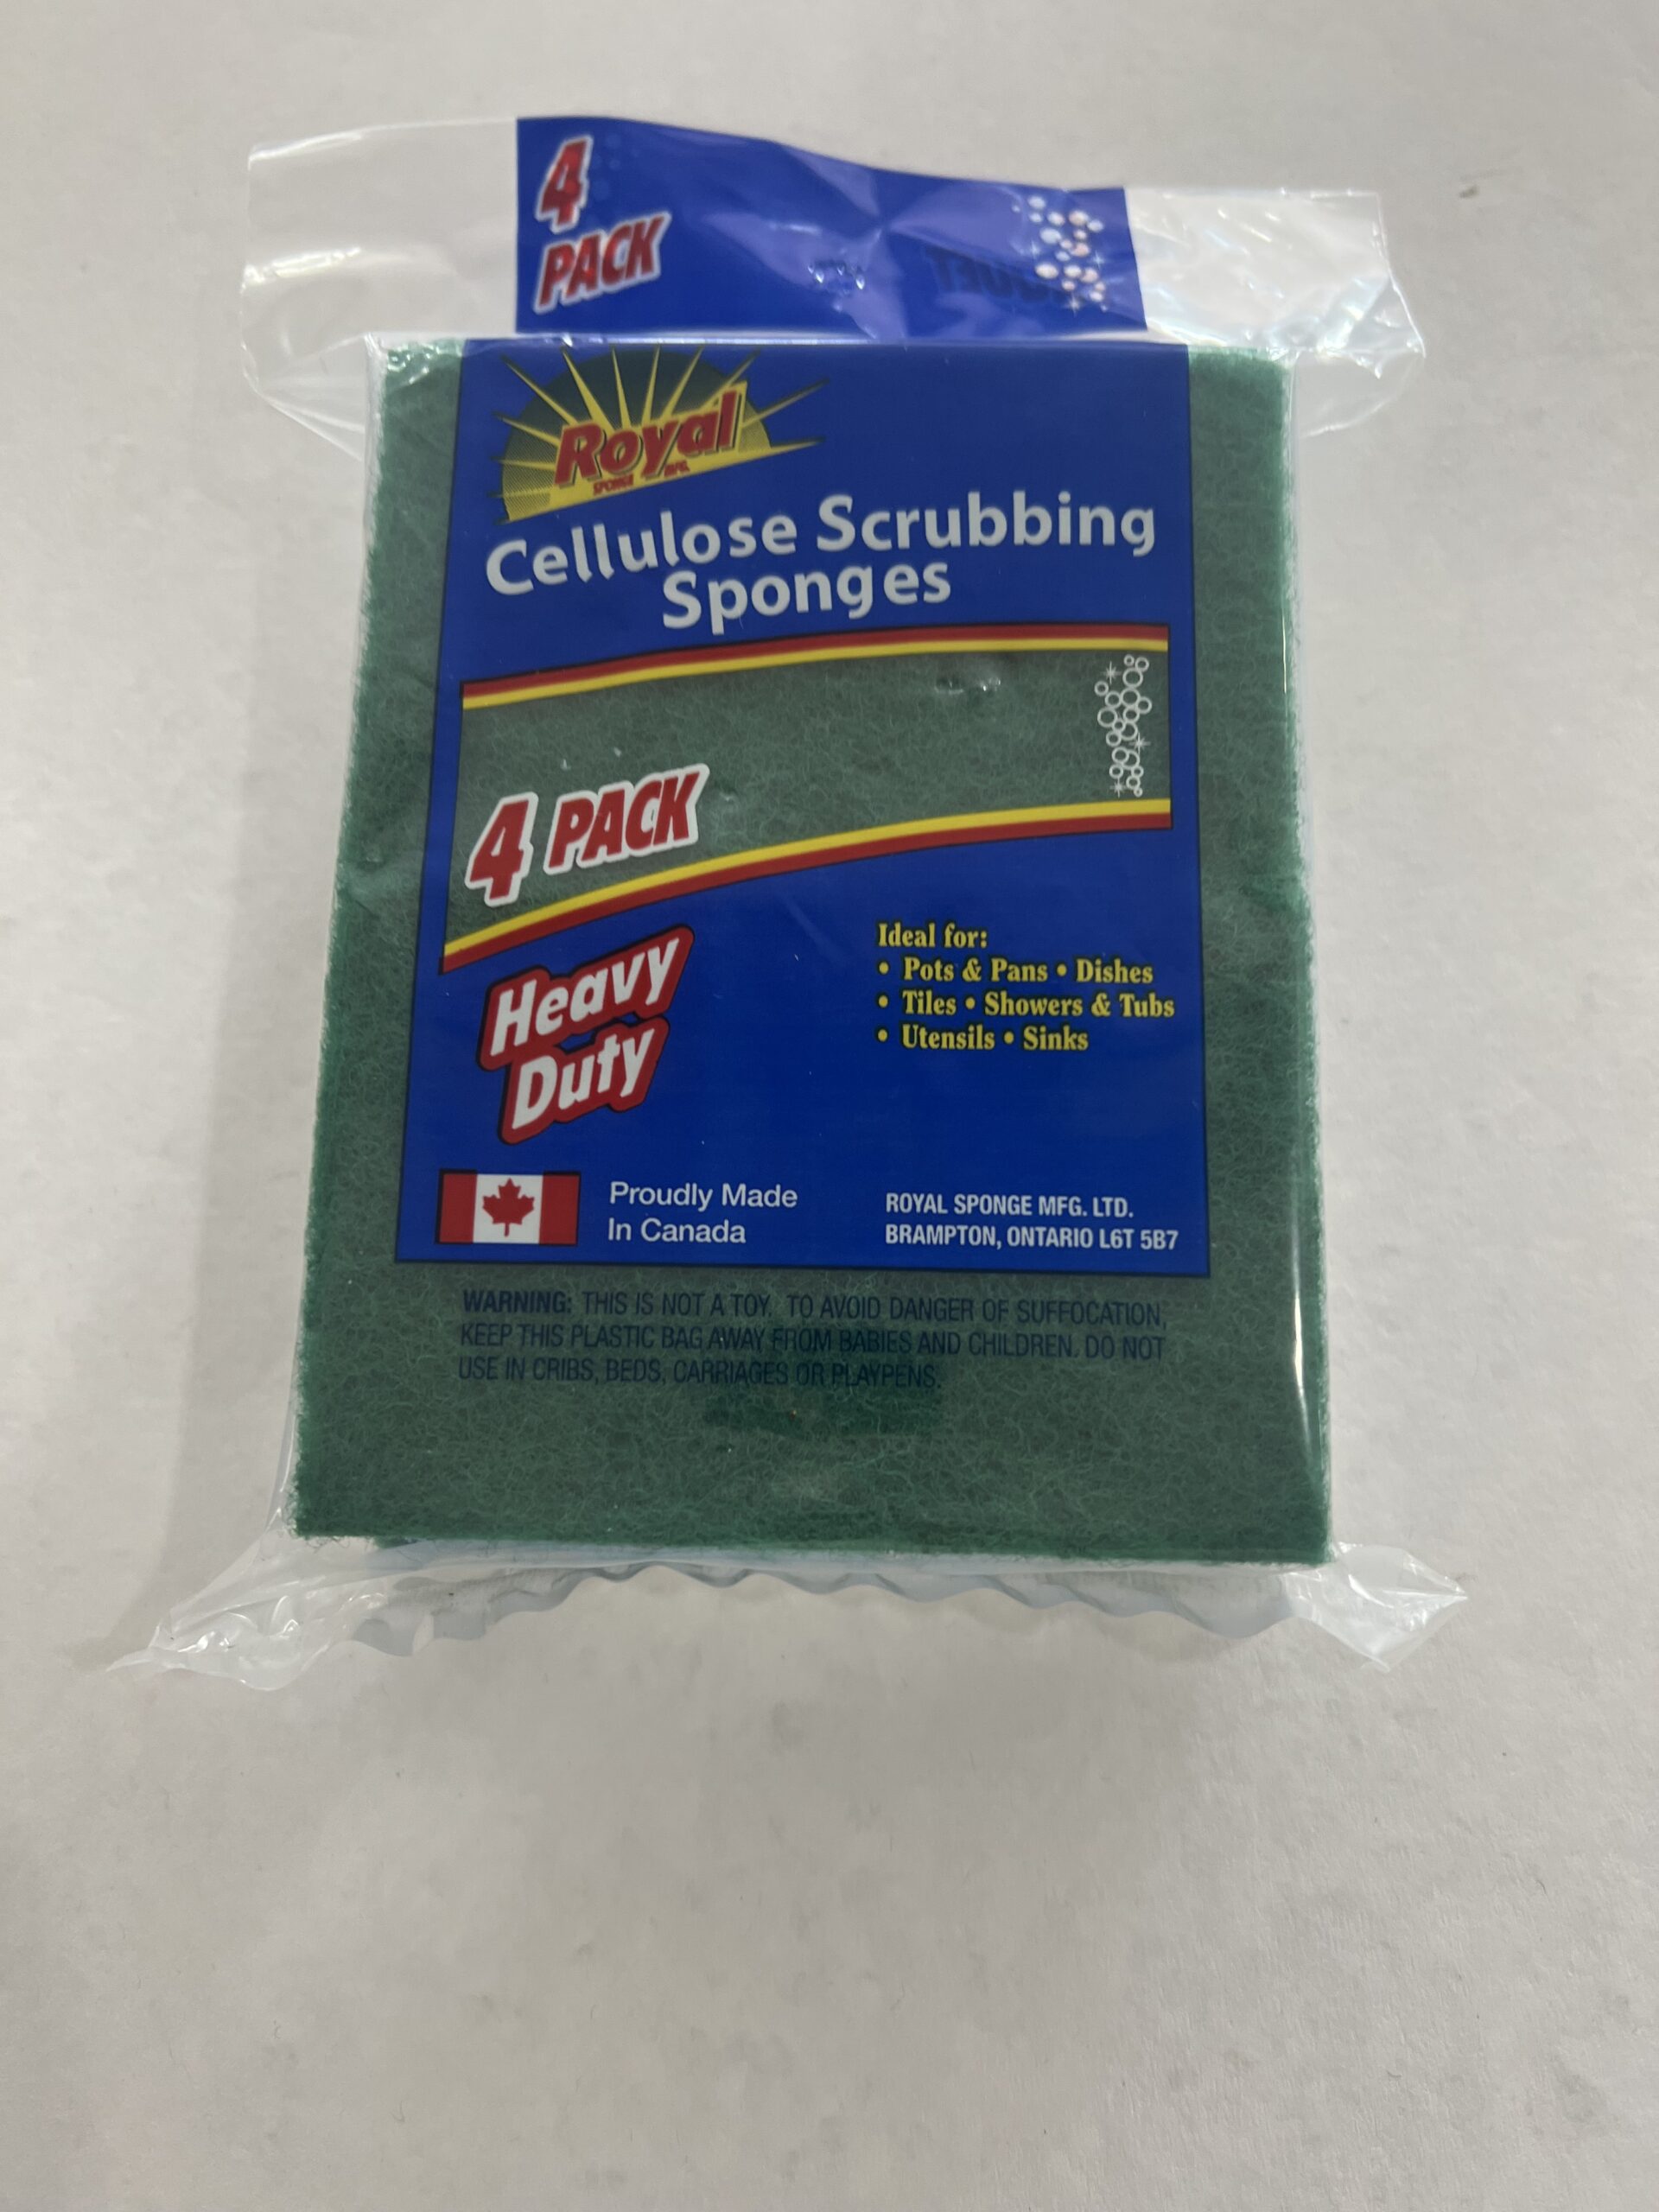 4
PACK
Royal
SPONGE MFG.
Cellulose Scrubbing
Sponges
4 PACK
Heavy
Duty
Ideal for:
• Pots & Pans • Dishes
• Tiles • Showers & Tubs
• Utensils • Sinks
Proudly Made
In Canada
ROYAL SPONGE MFG. LTD.
BRAMPTON, ONTARIO L6T 5B7
WARNING: THIS IS NOT A TOY. TO AVOID DANGER OF SUFFOCATION,
KEEP THIS PLASTIC BAG AWAY FROM BABIES AND CHILDREN. DO NOT
USE IN CRIBS, BEDS, CARRIAGES OR PLAYPENS.